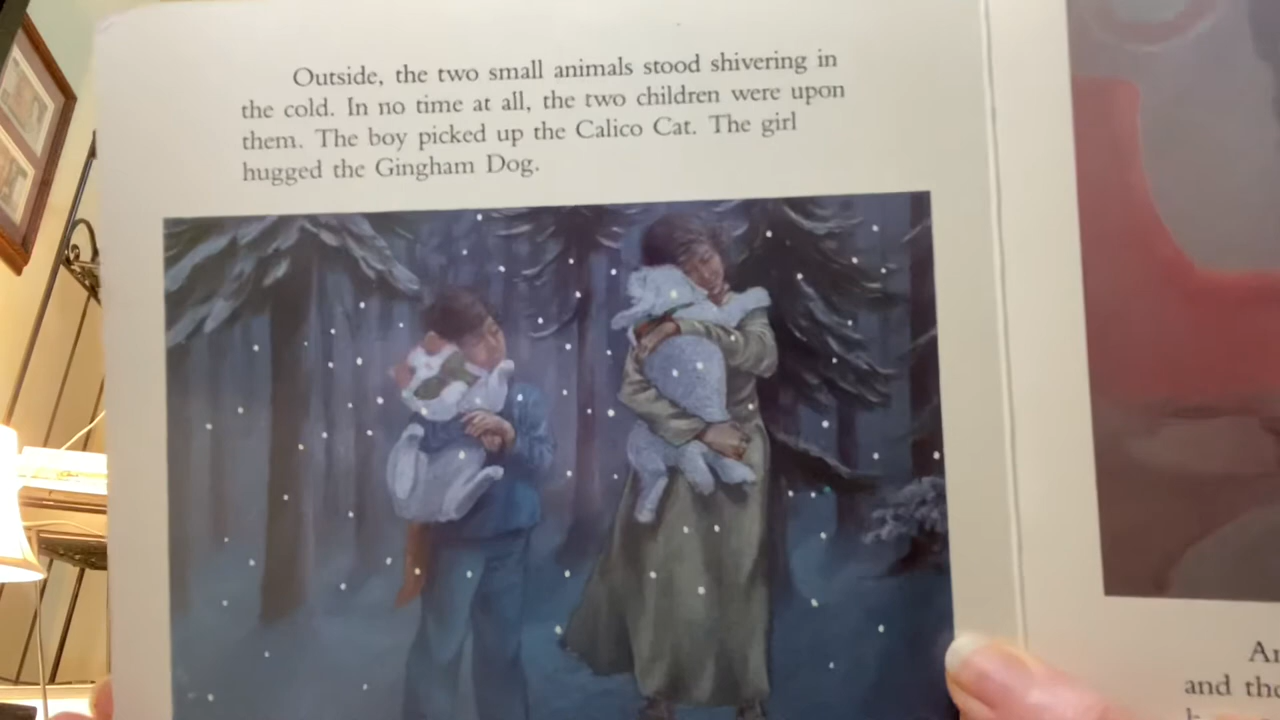 Outside, the two small animals stood shivering in
the cold. In no time at all, the two children were upon
them. The boy picked up the Calico Cat. The girl
hugged the Gingham Dog.
and the